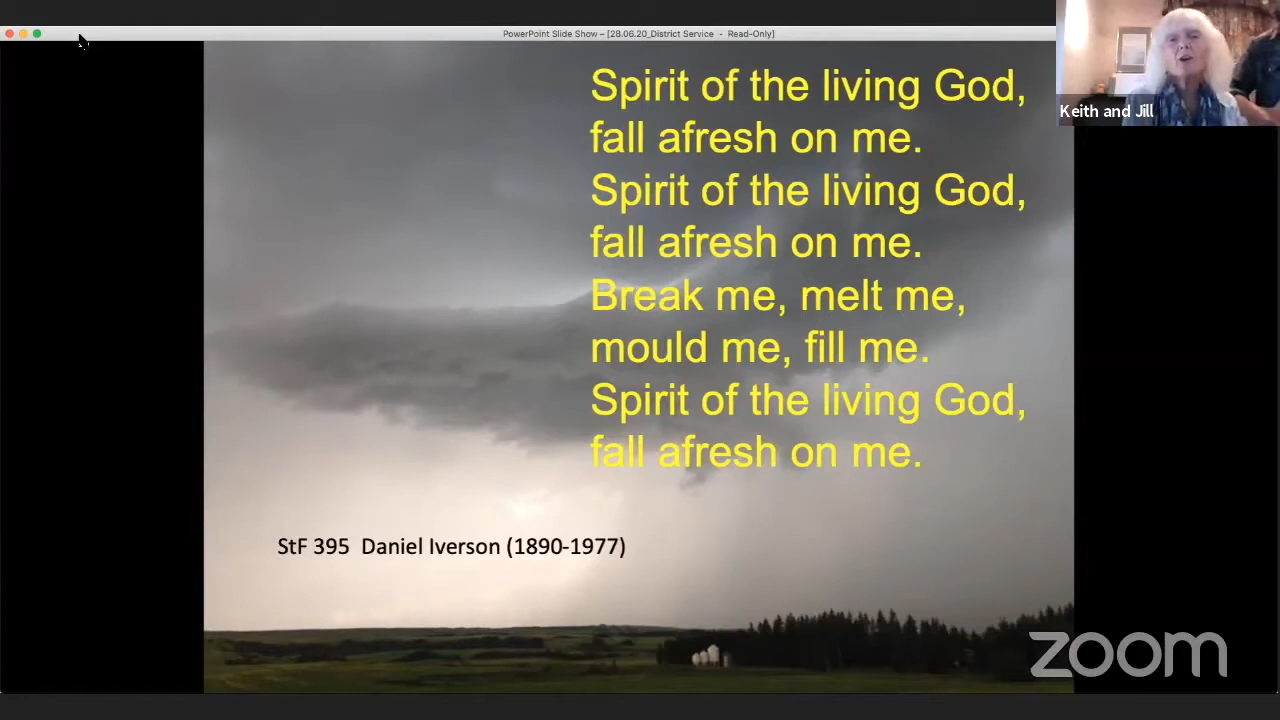 PowerPoint Slide Show – [28.06.20_District Service - Read-Only]
Keith and Jill
Spirit of the living God,
fall afresh on me.
Spirit of the living God,
fall afresh on me.
Break me, melt me,
mould me, fill me.
Spirit of the living God,
fall afresh on me.
StF 395 Daniel Iverson (1890-1977)
zoom